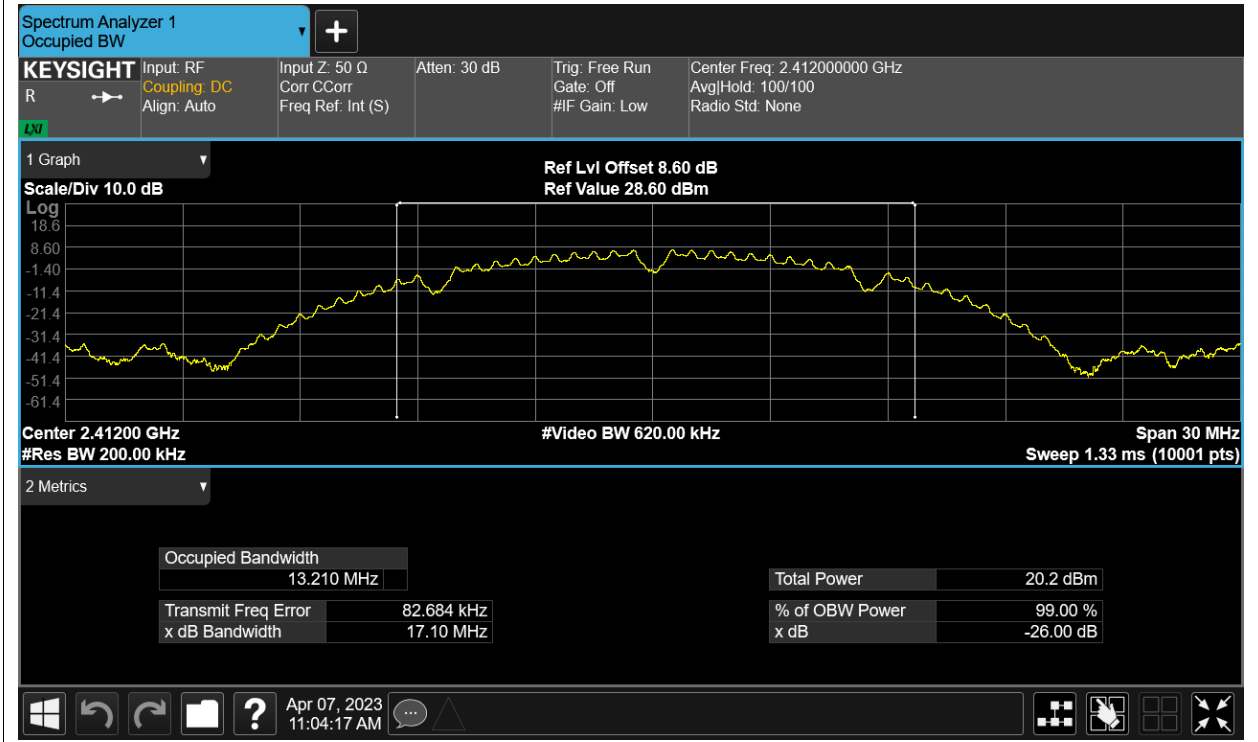 Spectrum Analyzer 1
Occupied BW
KEYSIGHT
R
LXI
Input: RF
Coupling: DC
Align: Auto
Input Z: 50 Ω
Corr CCorr
Freq Ref: Int (S)
Atten: 30 dB
Trig: Free Run
Gate: Off
#IF Gain: Low
Center Freq: 2.412000000 GHz
Avg|Hold: 100/100
Radio Std: None
1 Graph
Scale/Div 10.0 dB
Ref Lvl Offset 8.60 dB
Ref Value 28.60 dBm
Log
18.6
8.60
-1.40
-11.4
-21.4
-31.4
-41.4
-51.4
-61.4
Center 2.41200 GHz
#Res BW 200.00 kHz
#Video BW 620.00 kHz
Span 30 MHz
Sweep 1.33 ms (10001 pts)
2 Metrics
Occupied Bandwidth
13.210 MHz
Transmit Freq Error 82.684 kHz
x dB Bandwidth 17.10 MHz
Total Power 20.2 dBm
% of OBW Power 99.00 %
x dB -26.00 dB
?
Apr 07, 2023
11:04:17 AM